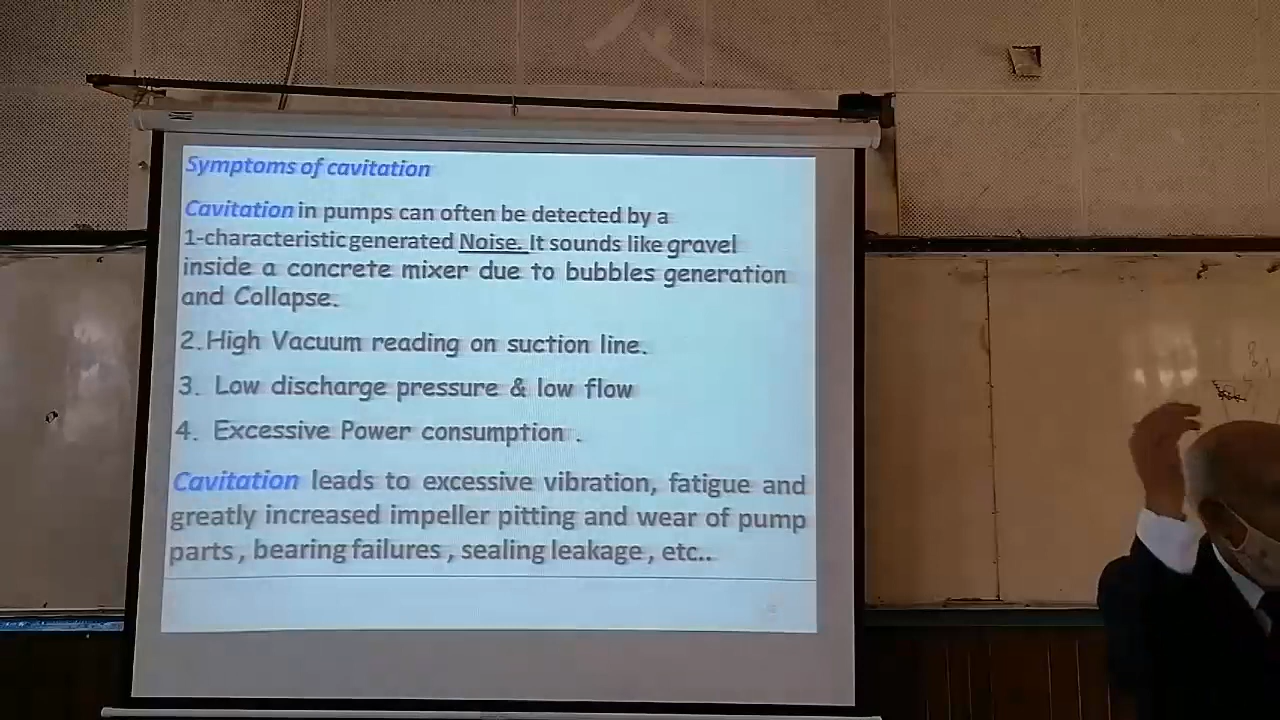 Symptoms of cavitation
Cavitation in pumps can often be detected by a
1-characteristic generated Noise. It sounds like gravel
inside a concrete mixer due to bubbles generation
and Collapse.
2.High Vacuum reading on suction line.
3. Low discharge pressure & low flow
4. Excessive Power consumption .
Cavitation leads to excessive vibration, fatigue and
greatly increased impeller pitting and wear of pump
parts , bearing failures , sealing leakage , etc..